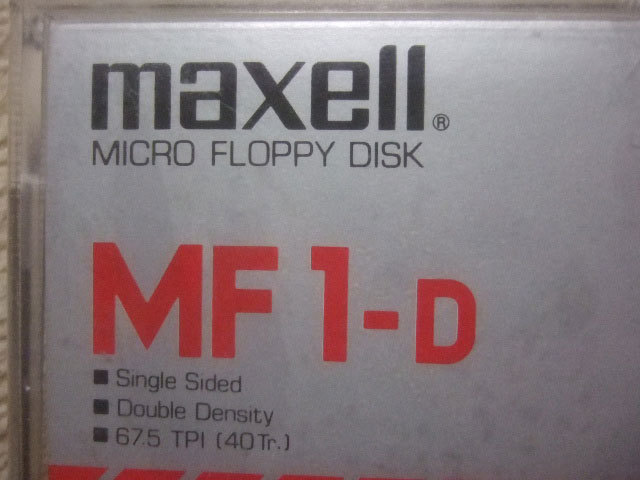 maxell®
MICRO FLOPPY DISK
MF1-D
■ Single Sided
■ Double Density
■ 67.5 TPI (40Tr.)